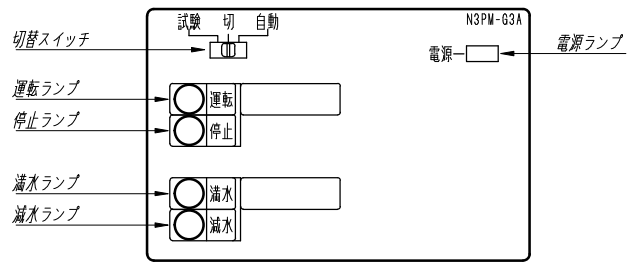 試験 切 自動 N3PM-G3A
切替スイッチ
電源 電源ランプ
運転ランプ 運転
停止ランプ 停止
満水ランプ 満水
減水ランプ 減水